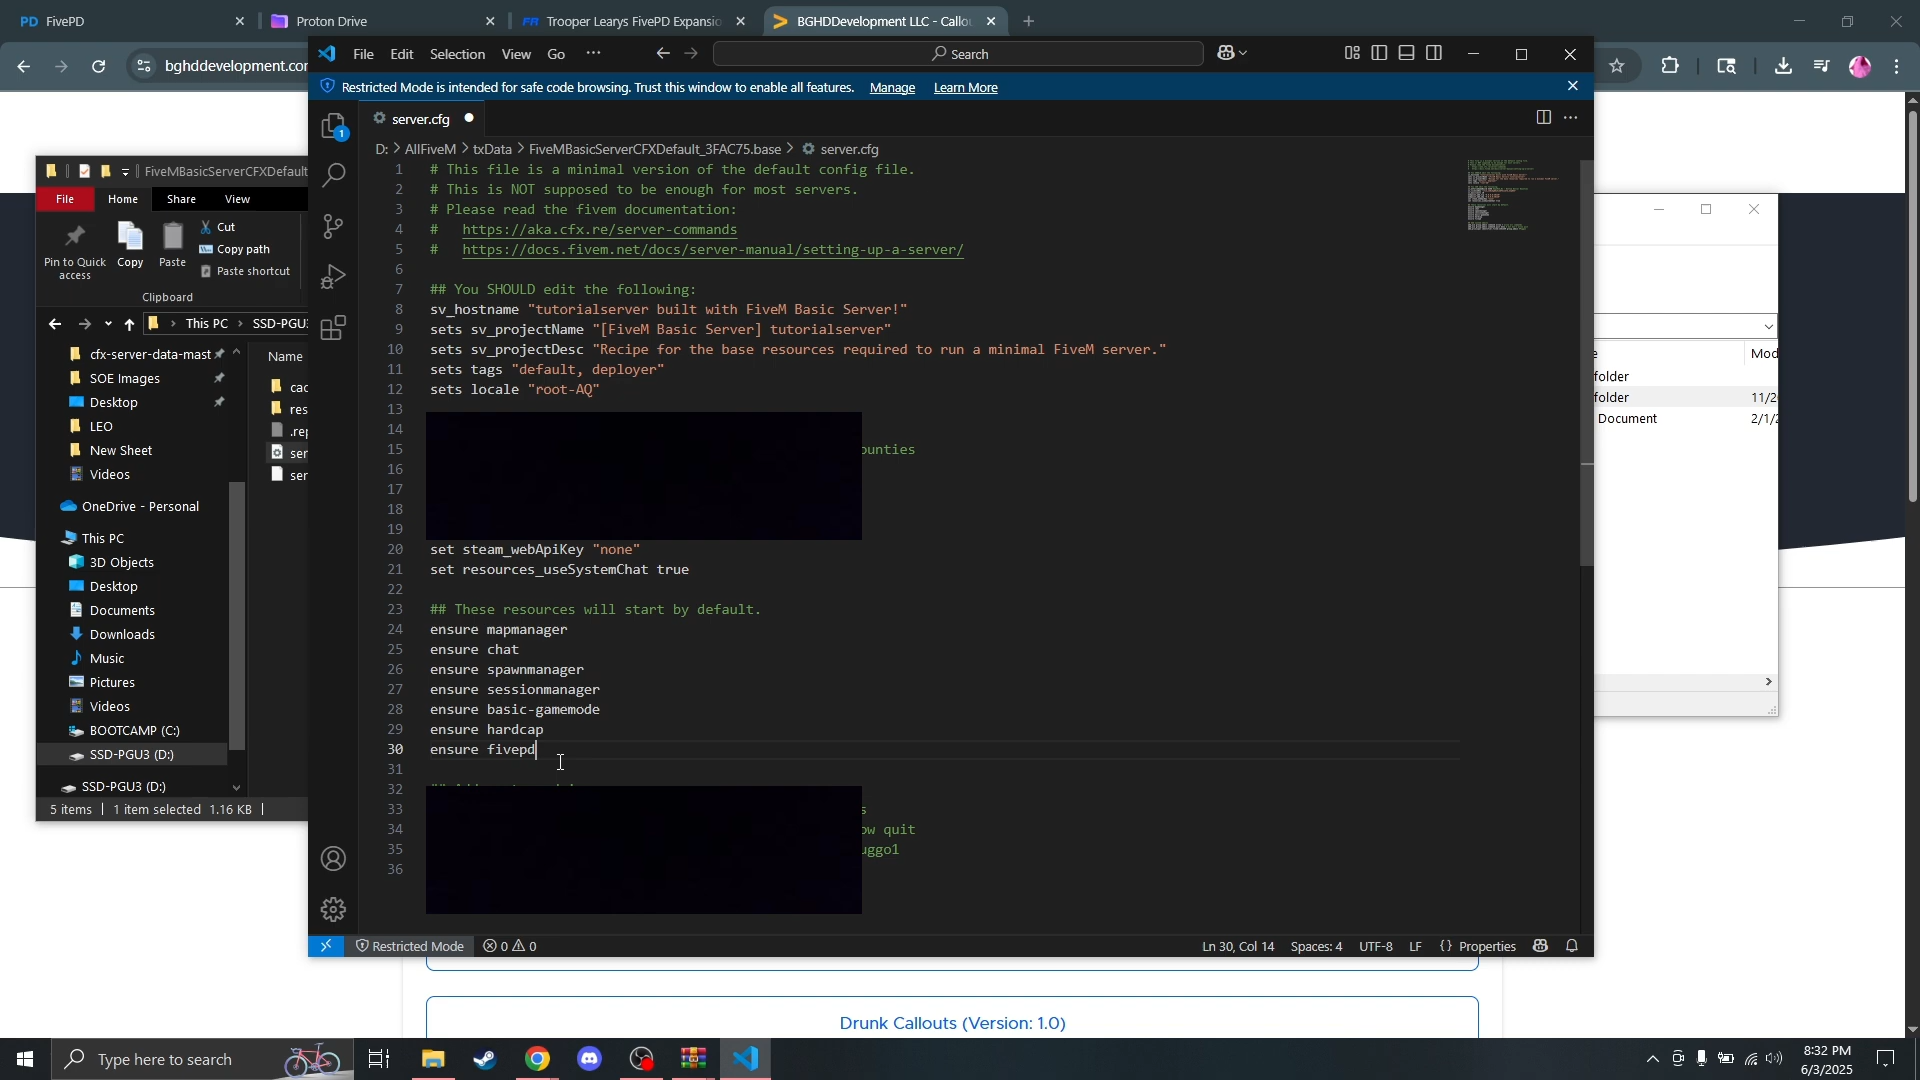 FivePD
Proton Drive
Trooper Learys FivePD Expansio
BGHDDevelopment LLC - Callou
bghddevelopment.com
File Edit Selection View Go
Search
Restricted Mode is intended for safe code browsing. Trust this window to enable all features. Manage Learn More
server.cfg
D: > AllFiveM > txData > FiveMBasicServerCFXDefault_3FAC75.base > server.cfg
FiveMBasicServerCFXDefault
File Home Share View
Pin to Quick access
Copy
Paste
Cut
Copy path
Paste shortcut
Clipboard
This PC > SSD-PGU3
Name
cfx-server-data-mast
SOE Images
Desktop
LEO
New Sheet
Videos
OneDrive - Personal
This PC
3D Objects
Desktop
Documents
Downloads
Music
Pictures
Videos
BOOTCAMP (C:)
SSD-PGU3 (D:)
SSD-PGU3 (D:)
cac
res
.rep
ser
ser
5 items | 1 item selected 1.16 KB
1 # This file is a minimal version of the default config file.
2 # This is NOT supposed to be enough for most servers.
3 # Please read the fivem documentation:
4 # https://aka.cfx.re/server-commands
5 # https://docs.fivem.net/docs/server-manual/setting-up-a-server/
6
7 ## You SHOULD edit the following:
8 sv_hostname "tutorialserver built with FiveM Basic Server!"
9 sets sv_projectName "[FiveM Basic Server] tutorialserver"
10 sets sv_projectDesc "Recipe for the base resources required to run a minimal FiveM server."
11 sets tags "default, deployer"
12 sets locale "root-AQ"
13
14
15 ounties
16
17
18
19
20 set steam_webApiKey "none"
21 set resources_useSystemChat true
22
23 ## These resources will start by default.
24 ensure mapmanager
25 ensure chat
26 ensure spawnmanager
27 ensure sessionmanager
28 ensure basic-gamemode
29 ensure hardcap
30 ensure fivepd
31
32
33 s
34 ow quit
35 uggo1
36
Restricted Mode 0 0
Ln 30, Col 14 Spaces: 4 UTF-8 LF {} Properties
Mod
folder
folder 11/2
Document 2/1/2
Drunk Callouts (Version: 1.0)
Type here to search
8:32 PM
6/3/2025